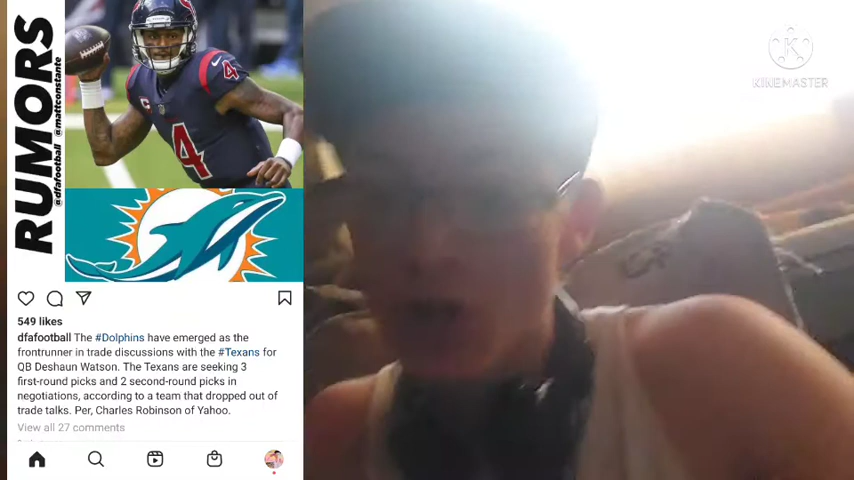 RUMORS
@dfafootball @mattconstante
4
4
C
KINEMASTER
549 likes
dfafootball The #Dolphins have emerged as the
frontrunner in trade discussions with the #Texans for
QB Deshaun Watson. The Texans are seeking 3
first-round picks and 2 second-round picks in
negotiations, according to a team that dropped out of
trade talks. Per, Charles Robinson of Yahoo.
View all 27 comments